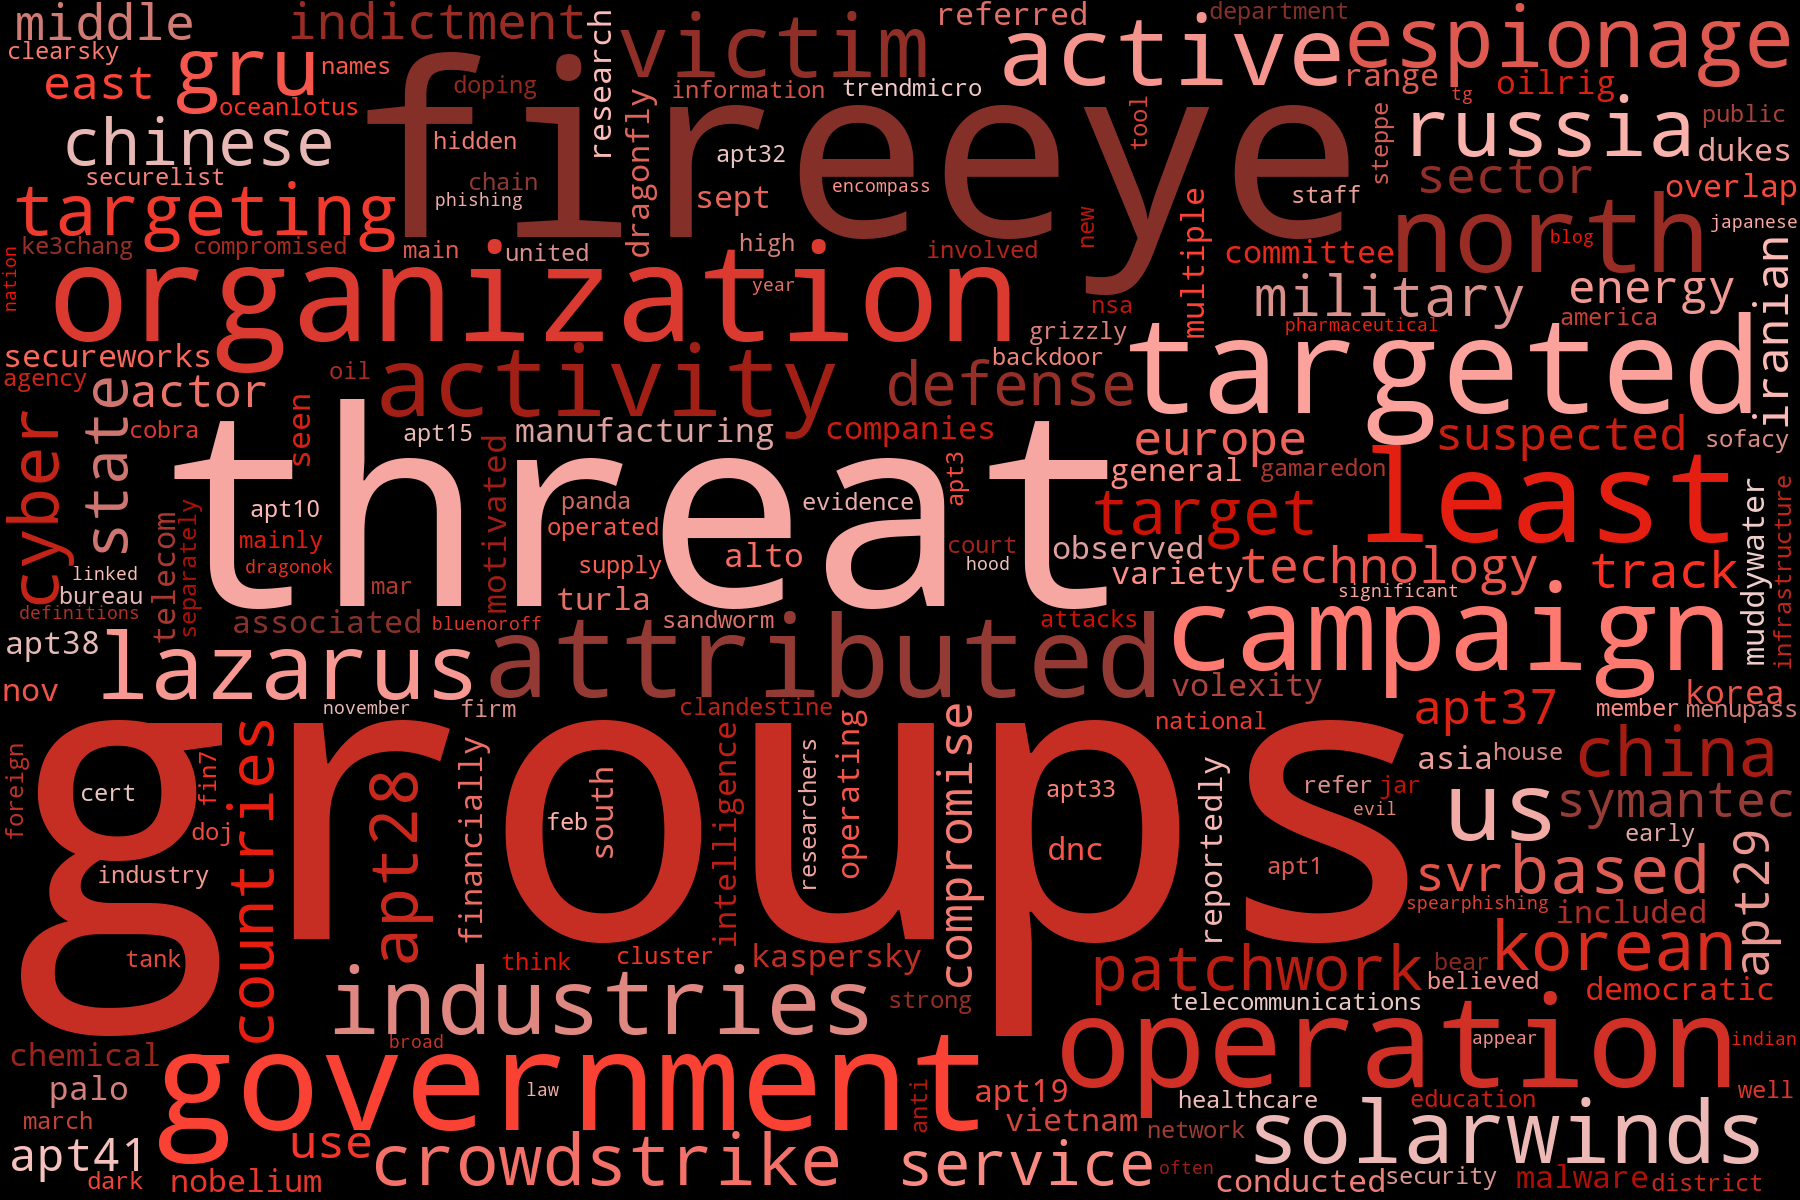 middle
indictment
victim
referred
department
active
espionage
clearsky
east
gru
names
oceanlotus
doping
research
information
trendmicro
range
tg
oilrig
fireeye
chinese
hidden
dragonfly
apt32
tool
steppe
russia
public
dukes
securelist
chain
phishing
sept
encompass
staff
sector
overlap
targeting
ke3chang
compromised
main
united
high
involved
new
multiple
committee
north
blog
japanese
nation
organization
year
nsa
military
energy
iranian
grizzly
pharmaceutical
america
secureworks
agency
state
actor
oil
activity
backdoor
defense
targeted
cyber
cobra
seen
apt15
manufacturing
companies
europe
suspected
sofacy
threat
motivated
panda
evidence
apt3
general
gamaredon
least
apt10
mainly
dragonok
telecom
separately
operated
supply
alto
court
hood
observed
target
variety
technology
track
muddywater
infrastructure
linked
bureau
definitions
mar
turla
significant
associated
bluenoroff
sandworm
attacks
apt38
lazarus
attributed
campaign
nov
november
firm
clandestine
volexity
national
apt37
korea
member
menupass
groups
foreign
cert
fin7
doj
countries
apt28
financially
feb
south
intelligence
researchers
operating
compromise
apt33
dnc
reportedly
refer
jar
evil
asia
house
china
us
symantec
early
apt1
svr
based
apt29
industry
spearphishing
included
tank
think
cluster
kaspersky
strong
patchwork
bear
korean
believed
industries
telecommunications
democratic
operation
appear
indian
chemical
broad
government
palo
law
anti
apt19
vietnam
healthcare
education
well
march
apt41
use
crowdstrike
service
network
solarwinds
dark
nobelium
often
conducted
security
malware
district